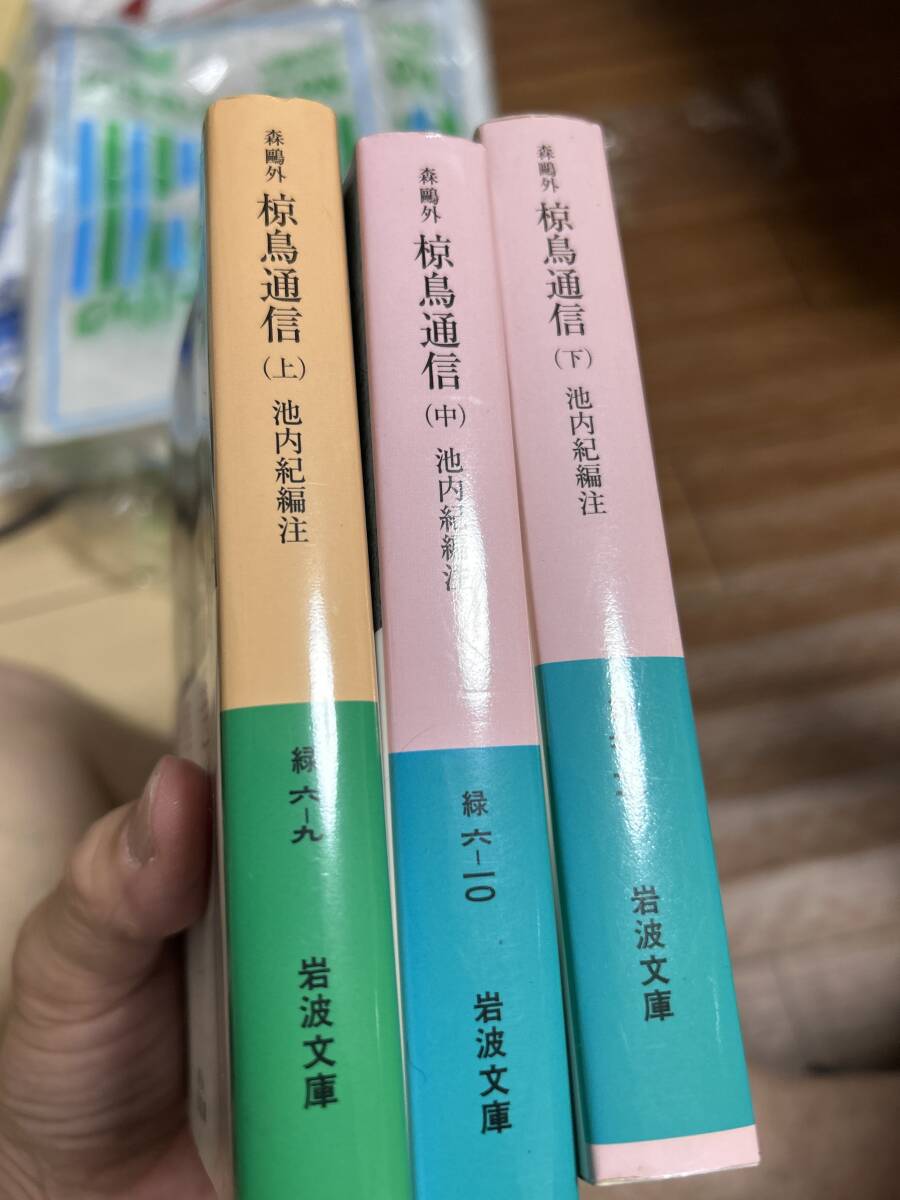 森鷗外 椋鳥通信(上) 池内紀編注
緑 六-九
岩波文庫
森鷗外 椋鳥通信(中) 池内紀編注
緑 六-一〇
岩波文庫
森鷗外 椋鳥通信(下) 池内紀編注
岩波文庫